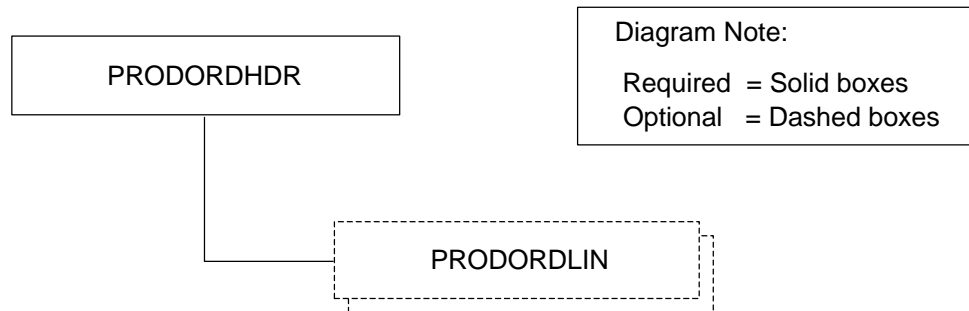 PRODORDHDR
Diagram Note:
Required = Solid boxes
Optional = Dashed boxes
PRODORDLIN